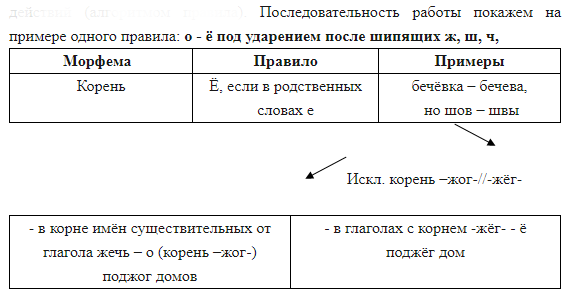 Последовательность работы покажем на
примере одного правила: о - ё под ударением после шипящих ж, ш, ч,
Морфема Правило Примеры
Корень Ё, если в родственных бечёвка – бечева,
словах е но шов – швы
Искл. корень –жог-//-жёг-
- в корне имён существительных от - в глаголах с корнем -жёг- - ё
глагола жечь – о (корень –жог-) поджёг дом
поджог домов